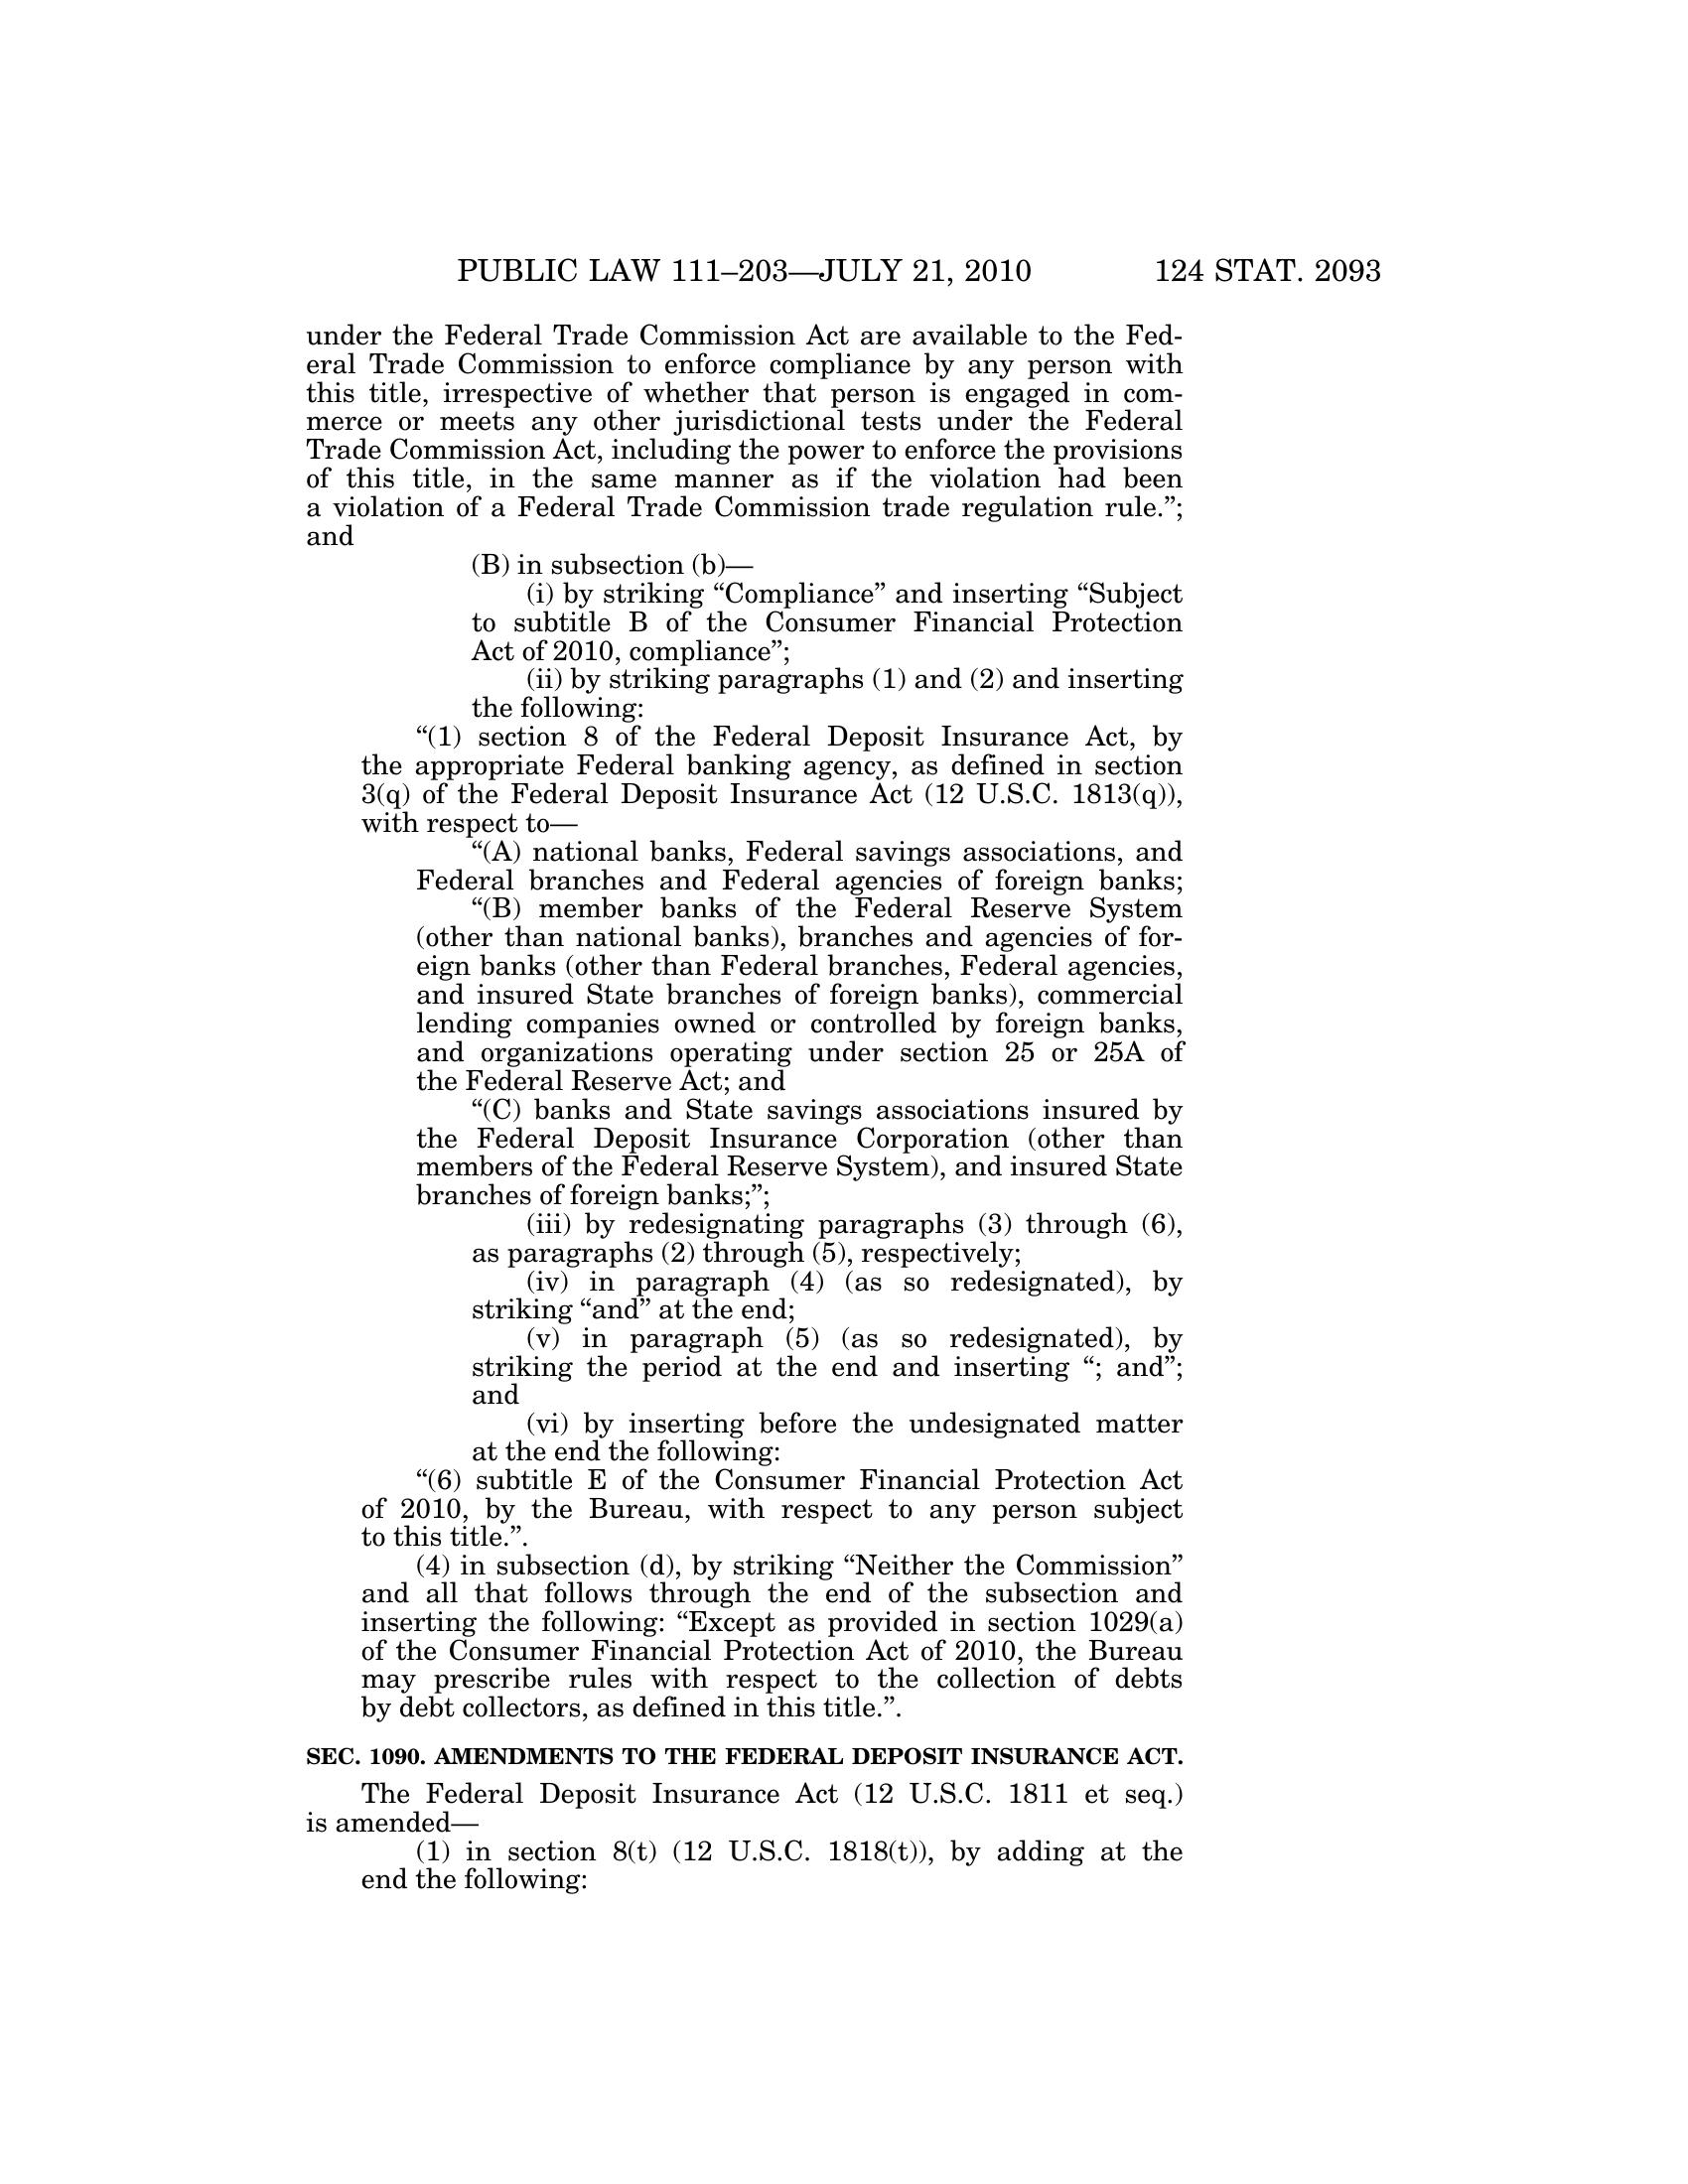 PUBLIC LAW 111–203—JULY 21, 2010 124 STAT. 2093
under the Federal Trade Commission Act are available to the Fed-
eral Trade Commission to enforce compliance by any person with
this title, irrespective of whether that person is engaged in com-
merce or meets any other jurisdictional tests under the Federal
Trade Commission Act, including the power to enforce the provisions
of this title, in the same manner as if the violation had been
a violation of a Federal Trade Commission trade regulation rule.”;
and
(B) in subsection (b)—
(i) by striking “Compliance” and inserting “Subject
to subtitle B of the Consumer Financial Protection
Act of 2010, compliance”;
(ii) by striking paragraphs (1) and (2) and inserting
the following:
“(1) section 8 of the Federal Deposit Insurance Act, by
the appropriate Federal banking agency, as defined in section
3(q) of the Federal Deposit Insurance Act (12 U.S.C. 1813(q)),
with respect to—
“(A) national banks, Federal savings associations, and
Federal branches and Federal agencies of foreign banks;
“(B) member banks of the Federal Reserve System
(other than national banks), branches and agencies of for-
eign banks (other than Federal branches, Federal agencies,
and insured State branches of foreign banks), commercial
lending companies owned or controlled by foreign banks,
and organizations operating under section 25 or 25A of
the Federal Reserve Act; and
“(C) banks and State savings associations insured by
the Federal Deposit Insurance Corporation (other than
members of the Federal Reserve System), and insured State
branches of foreign banks;”;
(iii) by redesignating paragraphs (3) through (6),
as paragraphs (2) through (5), respectively;
(iv) in paragraph (4) (as so redesignated), by
striking “and” at the end;
(v) in paragraph (5) (as so redesignated), by
striking the period at the end and inserting “; and”;
and
(vi) by inserting before the undesignated matter
at the end the following:
“(6) subtitle E of the Consumer Financial Protection Act
of 2010, by the Bureau, with respect to any person subject
to this title.”.
(4) in subsection (d), by striking “Neither the Commission”
and all that follows through the end of the subsection and
inserting the following: “Except as provided in section 1029(a)
of the Consumer Financial Protection Act of 2010, the Bureau
may prescribe rules with respect to the collection of debts
by debt collectors, as defined in this title.”.
SEC. 1090. AMENDMENTS TO THE FEDERAL DEPOSIT INSURANCE ACT.
The Federal Deposit Insurance Act (12 U.S.C. 1811 et seq.)
is amended—
(1) in section 8(t) (12 U.S.C. 1818(t)), by adding at the
end the following: